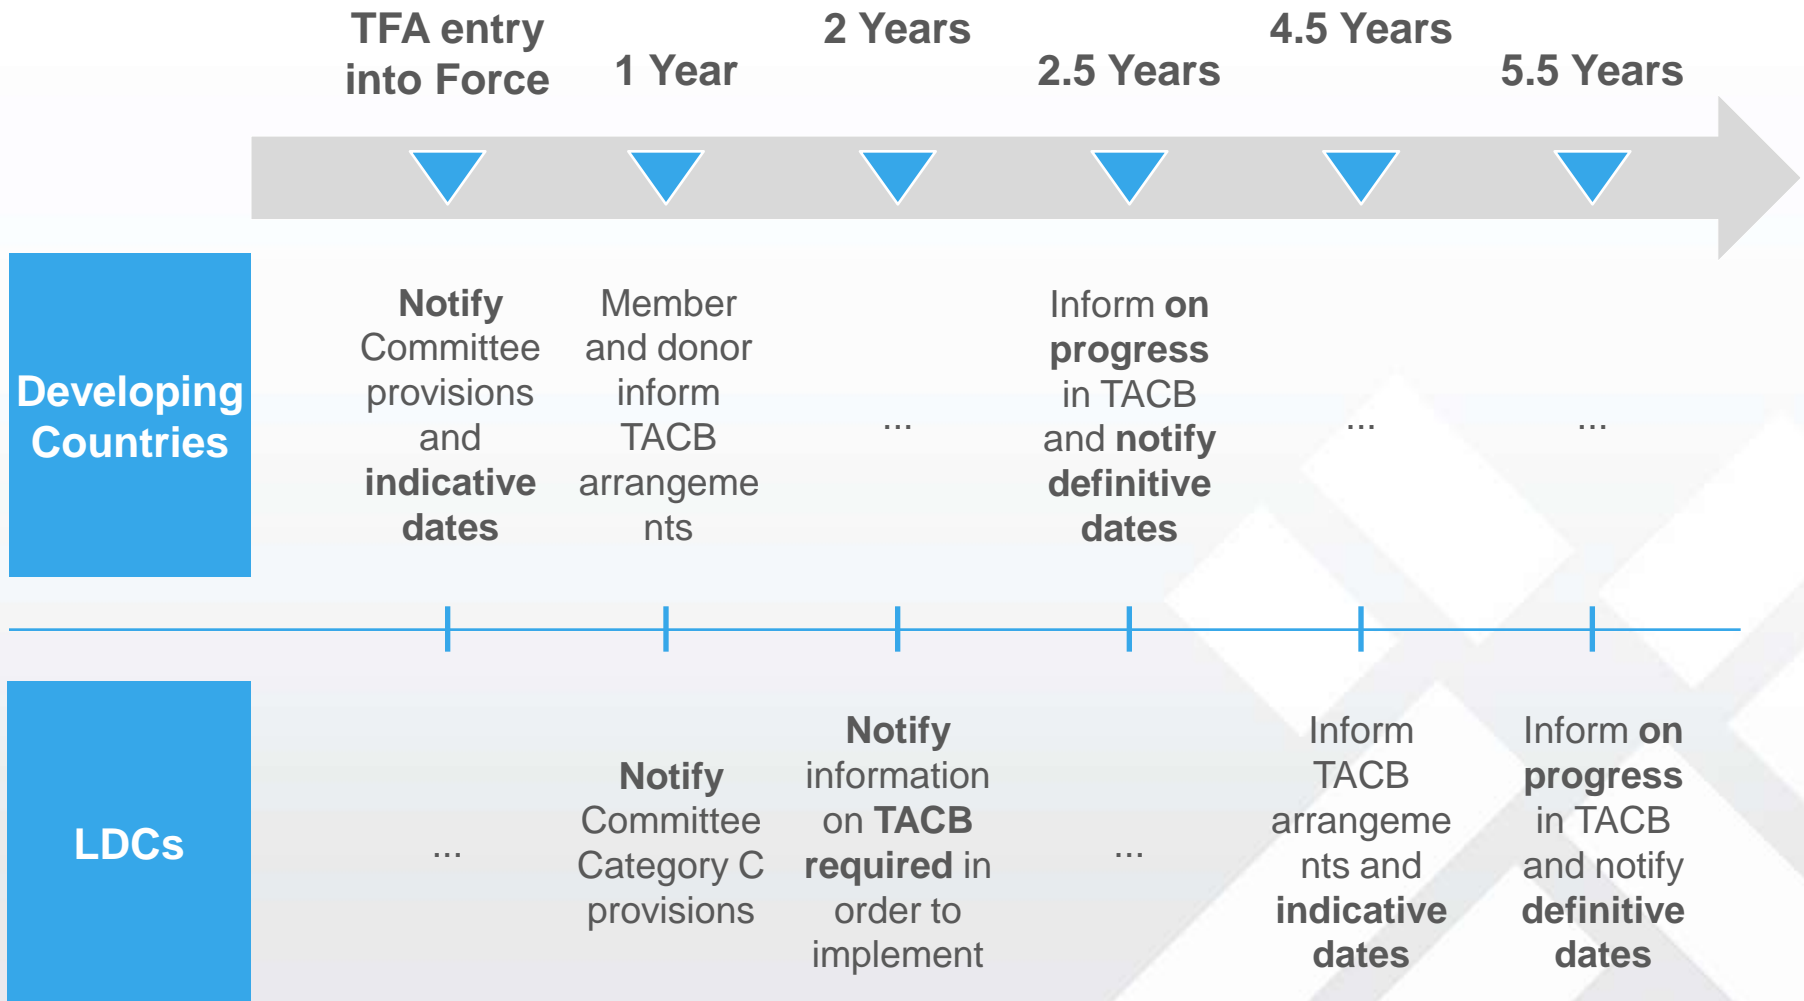 TFA entry
into Force
1 Year
2 Years
2.5 Years
4.5 Years
5.5 Years
Developing
Countries
Notify
Committee
provisions
and
indicative
dates
Member
and donor
inform
TACB
arrangeme
nts
...
Inform on
progress
in TACB
and notify
definitive
dates
...
...
LDCs
...
Notify
Committee
Category C
provisions
Notify
information
on TACB
required in
order to
implement
...
Inform
TACB
arrangeme
nts and
indicative
dates
Inform on
progress
in TACB
and notify
definitive
dates